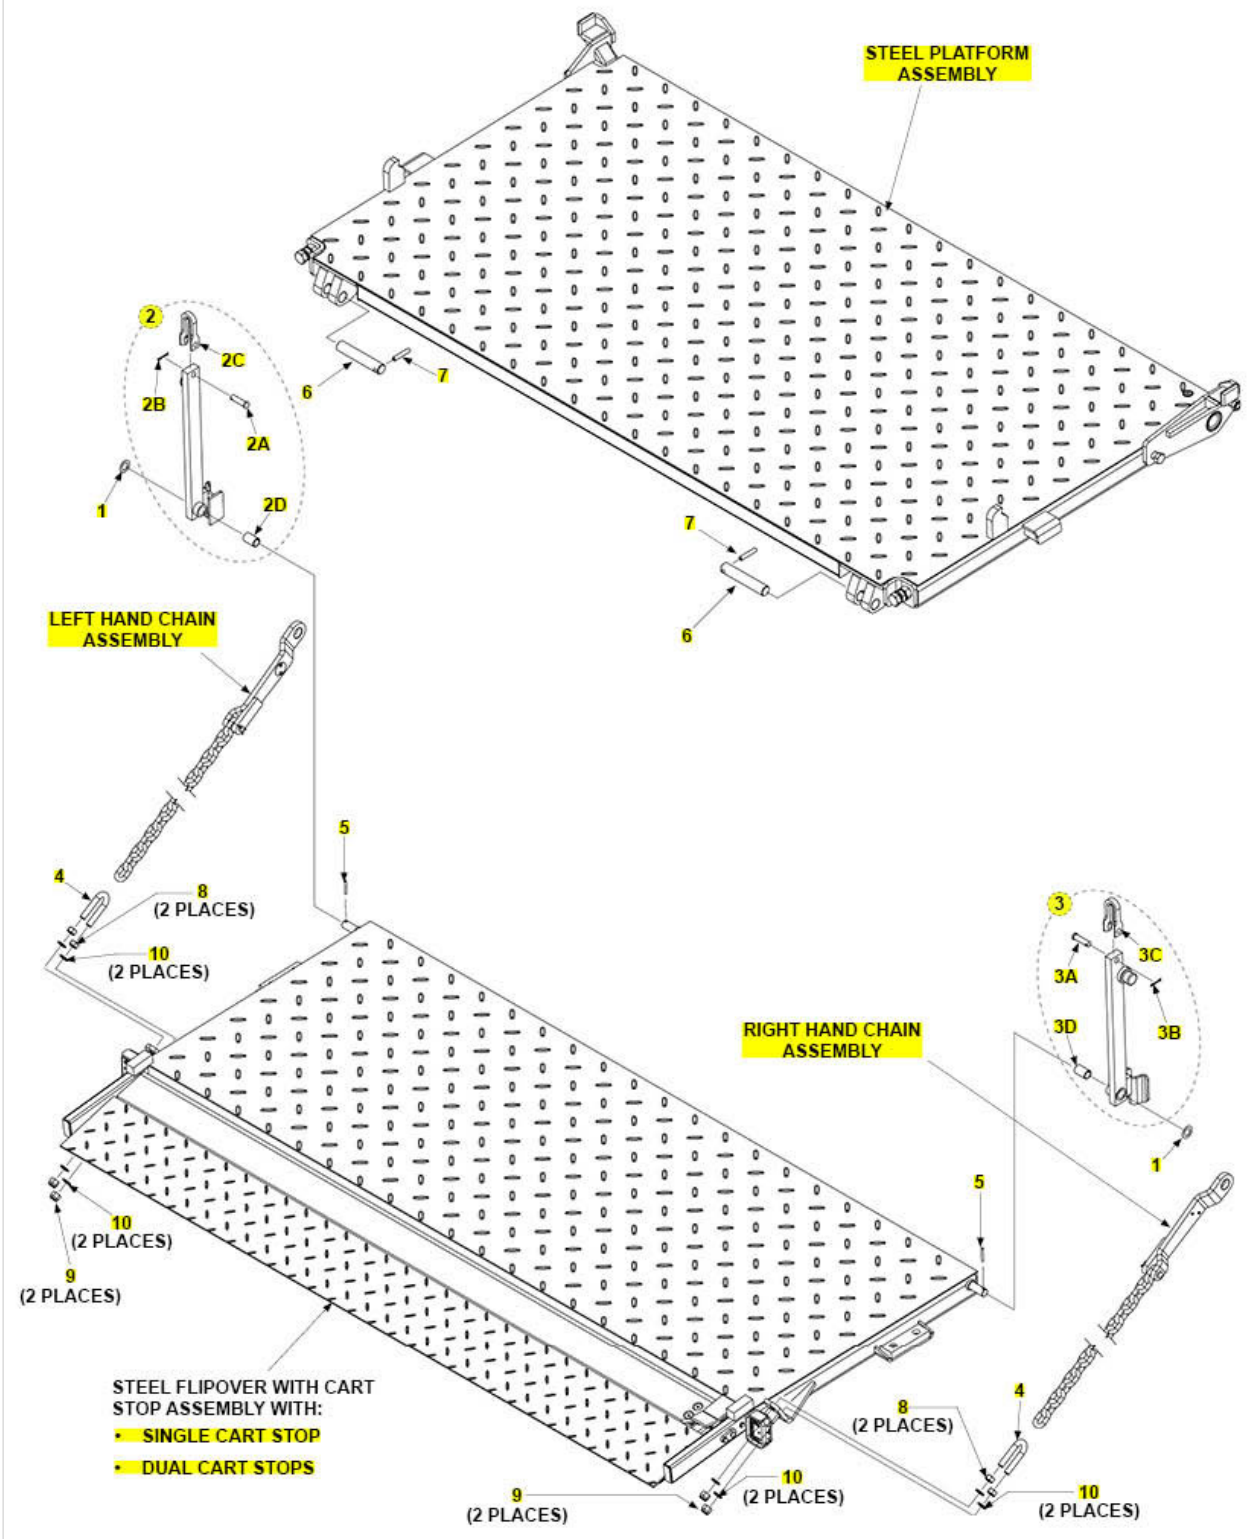 STEEL PLATFORM
ASSEMBLY
2
2C
2B
2A
6
7
1
2D
7
6
LEFT HAND CHAIN
ASSEMBLY
5
4
8
(2 PLACES)
10
(2 PLACES)
3
3C
3A
3B
3D
RIGHT HAND CHAIN
ASSEMBLY
1
5
10
(2 PLACES)
9
(2 PLACES)
STEEL FLIPOVER WITH CART
STOP ASSEMBLY WITH:
• SINGLE CART STOP
• DUAL CART STOPS
4
8
(2 PLACES)
10
(2 PLACES)
9
(2 PLACES)
10
(2 PLACES)